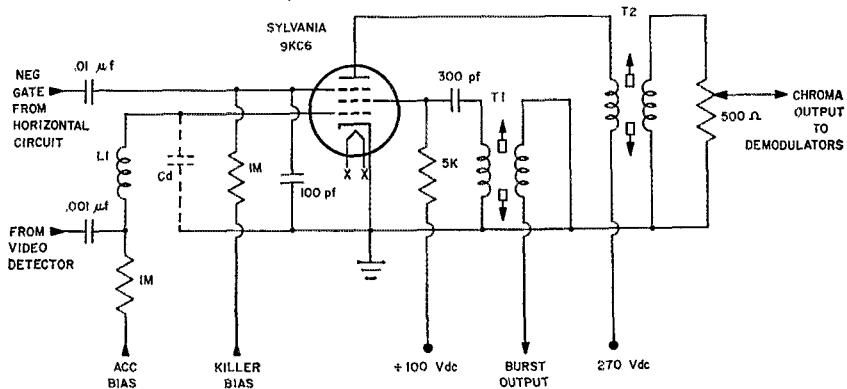 SYLVANIA
9KC6
T2
NEG
GATE
FROM
HORIZONTAL
CIRCUIT
.01 µf
300 pf
T1
500 Ω
CHROMA
OUTPUT
TO
DEMODULATORS
L1
Cd
1M
100 pf
X X
5K
.001 µf
FROM
VIDEO
DETECTOR
1M
ACC
BIAS
KILLER
BIAS
+100 Vdc
BURST
OUTPUT
270 Vdc